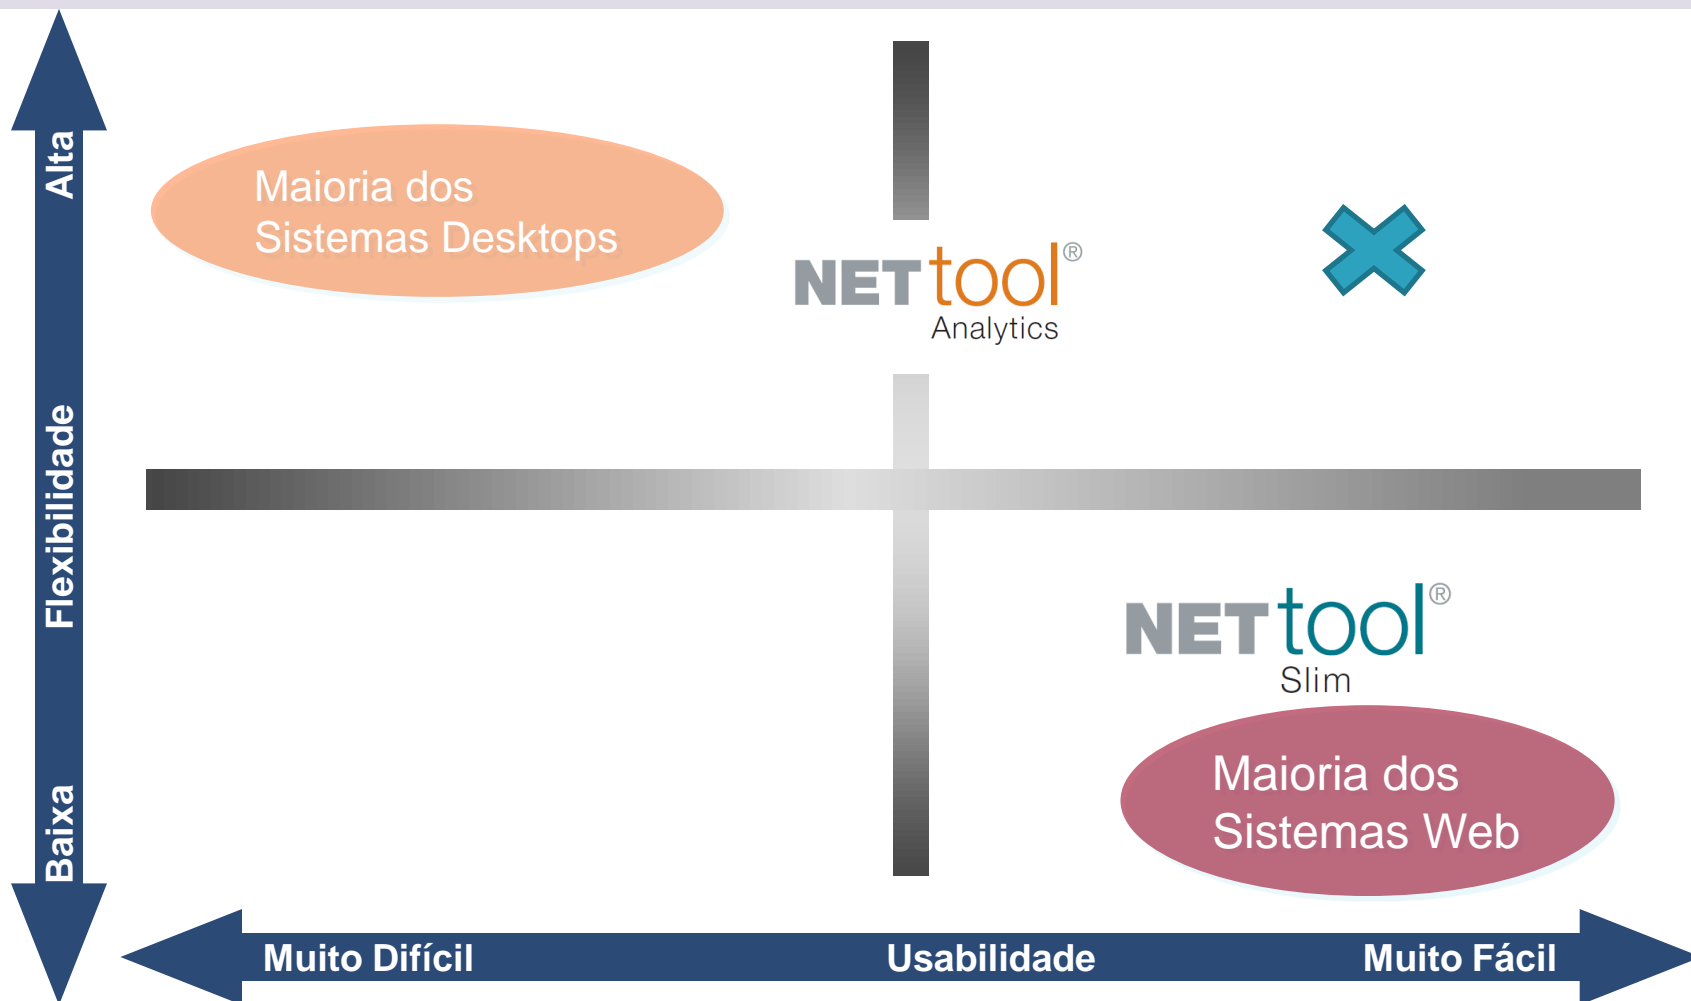 Alta
Flexibilidade
Baixa
Maioria dos
Sistemas Desktops
NETtool®
Analytics
NETtool®
Slim
Maioria dos
Sistemas Web
Muito Difícil
Usabilidade
Muito Fácil